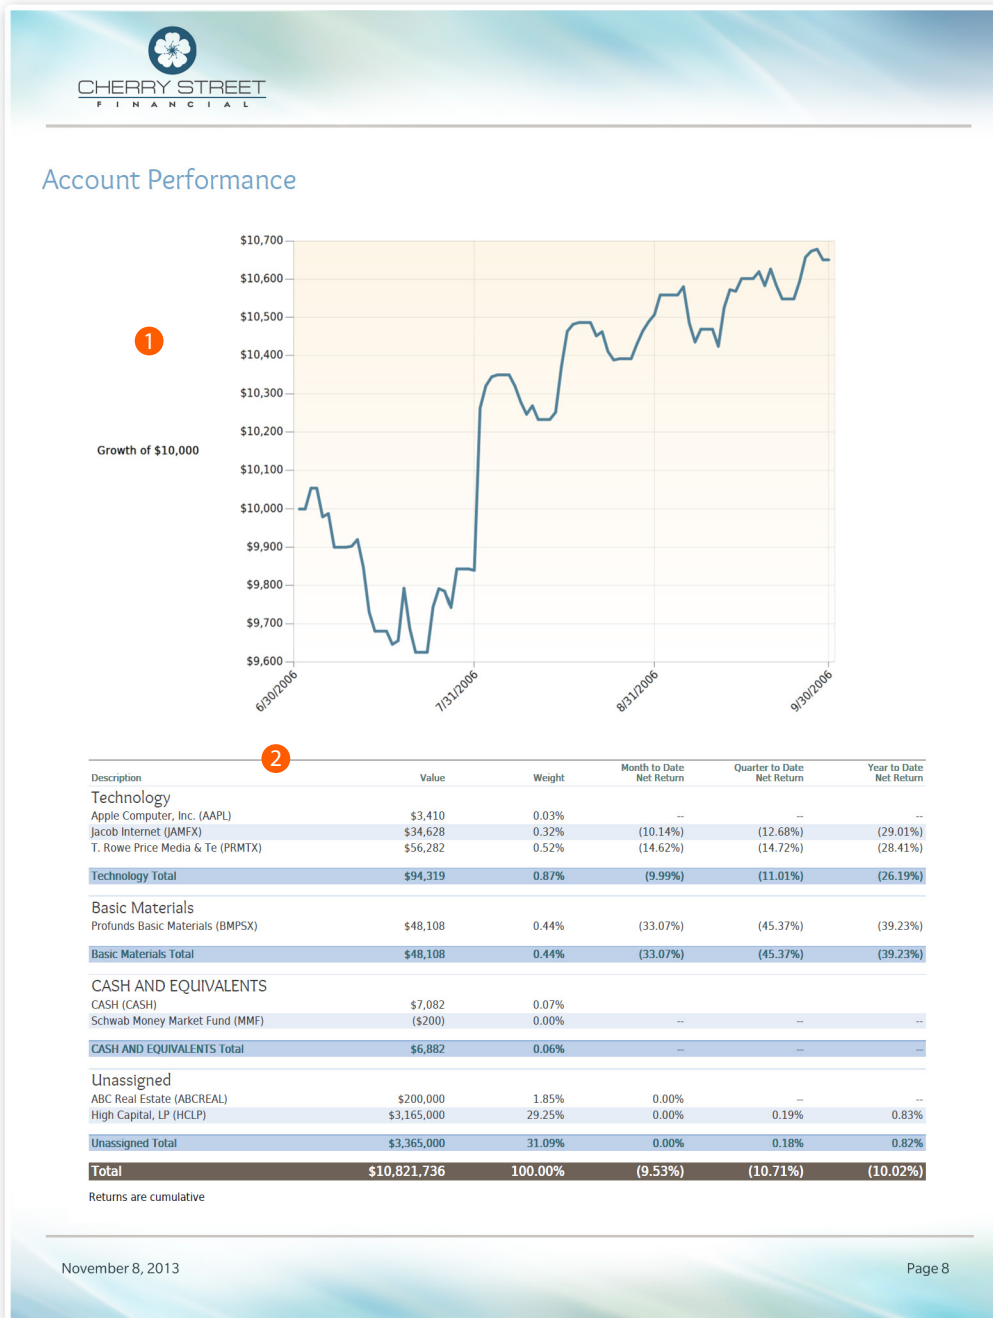 CHERRY STREET
FINANCIAL
Account Performance
1
Growth of $10,000
$10,700
$10,600
$10,500
$10,400
$10,300
$10,200
$10,100
$10,000
$9,900
$9,800
$9,700
$9,600
6/30/2006 7/31/2006 8/31/2006 9/30/2006
2
Description Value Weight Month to Date Net Return Quarter to Date Net Return Year to Date Net Return
Technology
Apple Computer, Inc. (AAPL) $3,410 0.03% -- -- --
Jacob Internet (JAMFX) $34,628 0.32% (10.14%) (12.68%) (29.01%)
T. Rowe Price Media & Te (PRMTX) $56,282 0.52% (14.62%) (14.72%) (28.41%)
Technology Total $94,319 0.87% (9.99%) (11.01%) (26.19%)
Basic Materials
Profunds Basic Materials (BMPSX) $48,108 0.44% (33.07%) (45.37%) (39.23%)
Basic Materials Total $48,108 0.44% (33.07%) (45.37%) (39.23%)
CASH AND EQUIVALENTS
CASH (CASH) $7,082 0.07%
Schwab Money Market Fund (MMF) ($200) 0.00% -- -- --
CASH AND EQUIVALENTS Total $6,882 0.06% -- -- --
Unassigned
ABC Real Estate (ABCREAL) $200,000 1.85% 0.00% -- --
High Capital, LP (HCLP) $3,165,000 29.25% 0.00% 0.19% 0.83%
Unassigned Total $3,365,000 31.09% 0.00% 0.18% 0.82%
Total $10,821,736 100.00% (9.53%) (10.71%) (10.02%)
Returns are cumulative
November 8, 2013 Page 8